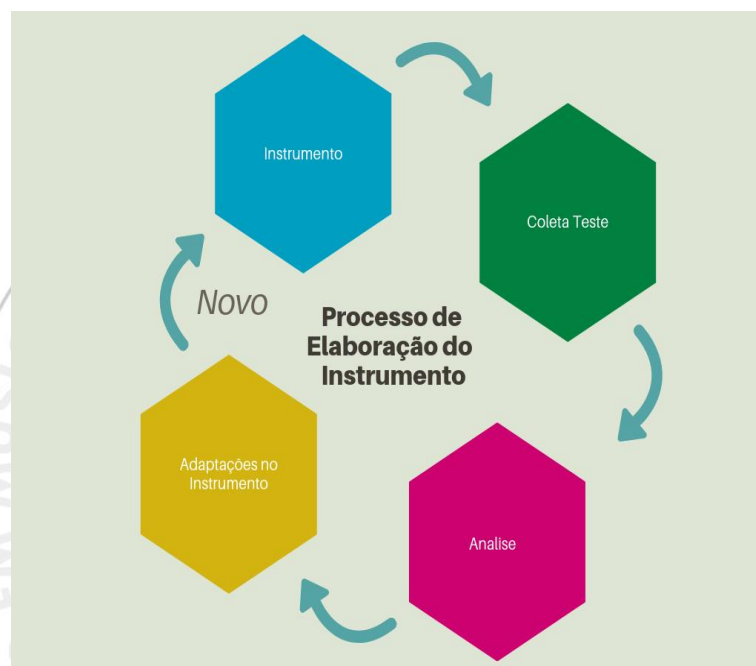 Instrumento
Coleta Teste
Novo
Processo de
Elaboração do
Instrumento
Adaptações no
Instrumento
Analise